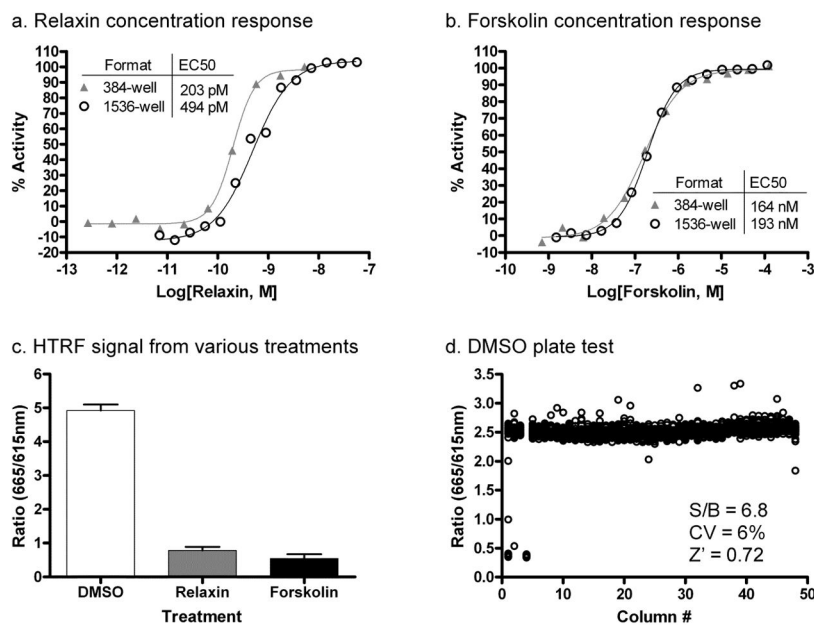 a. Relaxin concentration response
110
100
90
80
70
60
50
40
30
20
10
0
-10
-20
% Activity
Format EC50
384-well 203 pM
1536-well 494 pM
-13 -12 -11 -10 -9 -8 -7
Log[Relaxin, M]
b. Forskolin concentration response
110
100
90
80
70
60
50
40
30
20
10
0
-10
% Activity
Format EC50
384-well 164 nM
1536-well 193 nM
-10 -9 -8 -7 -6 -5 -4 -3
Log[Forskolin, M]
c. HTRF signal from various treatments
6
5
4
3
2
1
0
Ratio (665/615nm)
DMSO Relaxin Forskolin
Treatment
d. DMSO plate test
3.5
3.0
2.5
2.0
1.5
1.0
0.5
0.0
Ratio (665/615nm)
S/B = 6.8
CV = 6%
Z' = 0.72
0 10 20 30 40 50
Column #